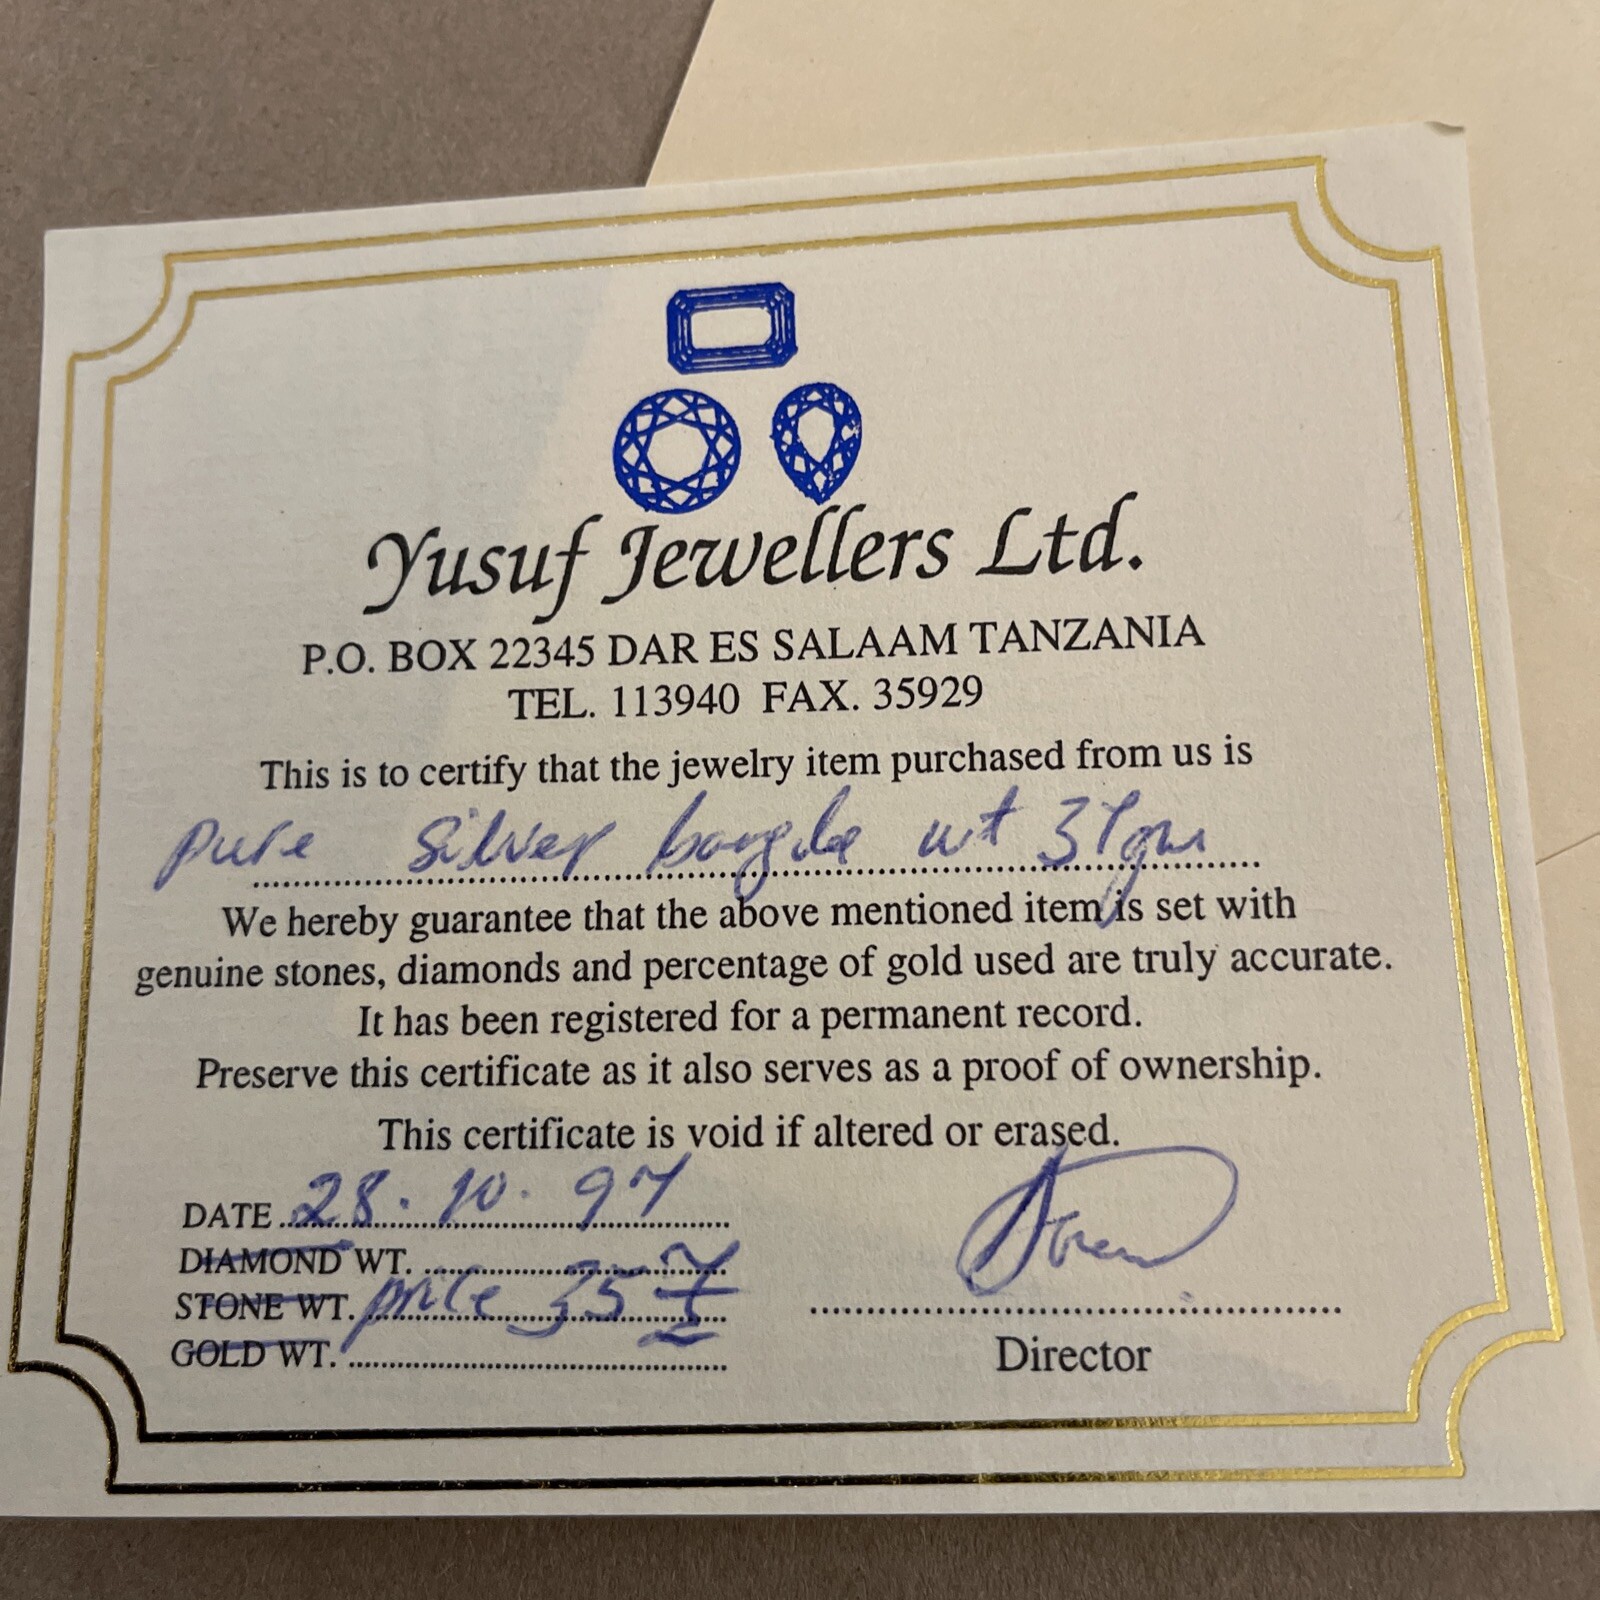 Yusuf Jewellers Ltd.
P.O. BOX 22345 DAR ES SALAAM TANZANIA
TEL. 113940 FAX. 35929
This is to certify that the jewelry item purchased from us is
pure silver bangle wt
We hereby guarantee that the above mentioned item is set with
genuine stones, diamonds and percentage of gold used are truly accurate.
It has been registered for a permanent record.
Preserve this certificate as it also serves as a proof of ownership.
This certificate is void if altered or erased.
DATE 28.10.97
DIAMOND WT.
STONE WT. price 35
GOLD WT.
Director